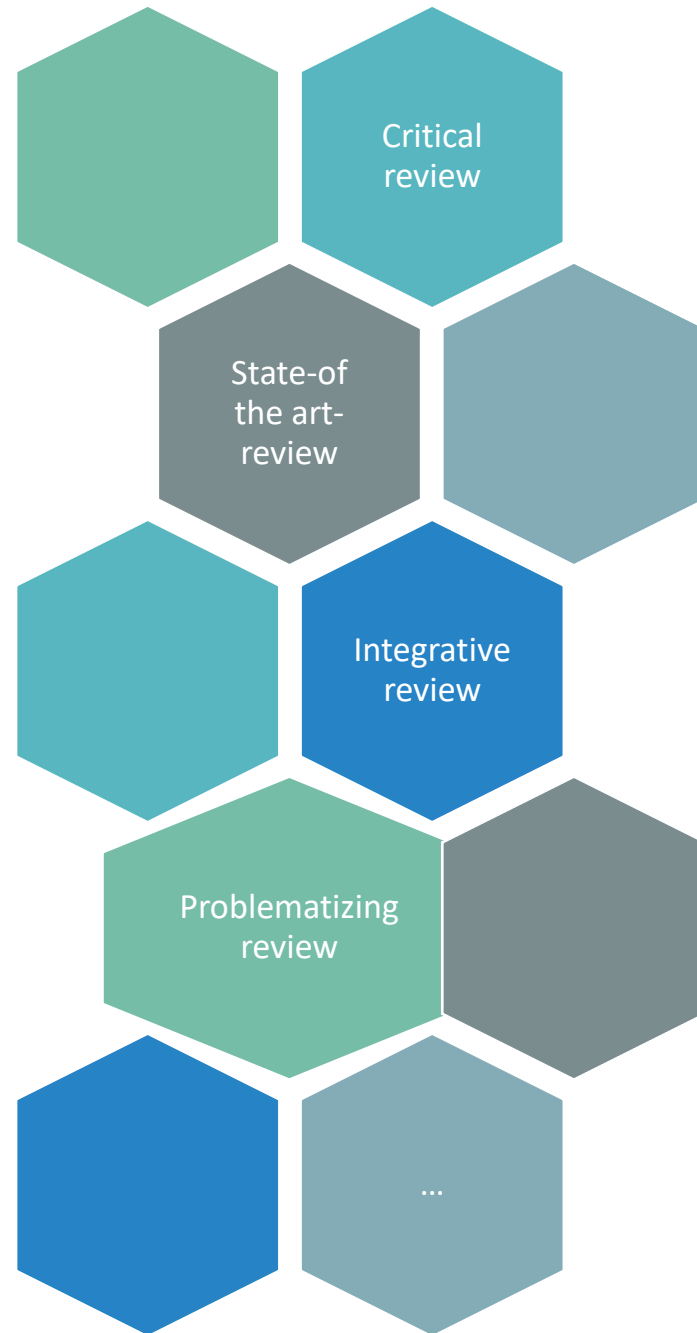 Critical
review
State-of
the art-
review
Integrative
review
Problematizing
review
...